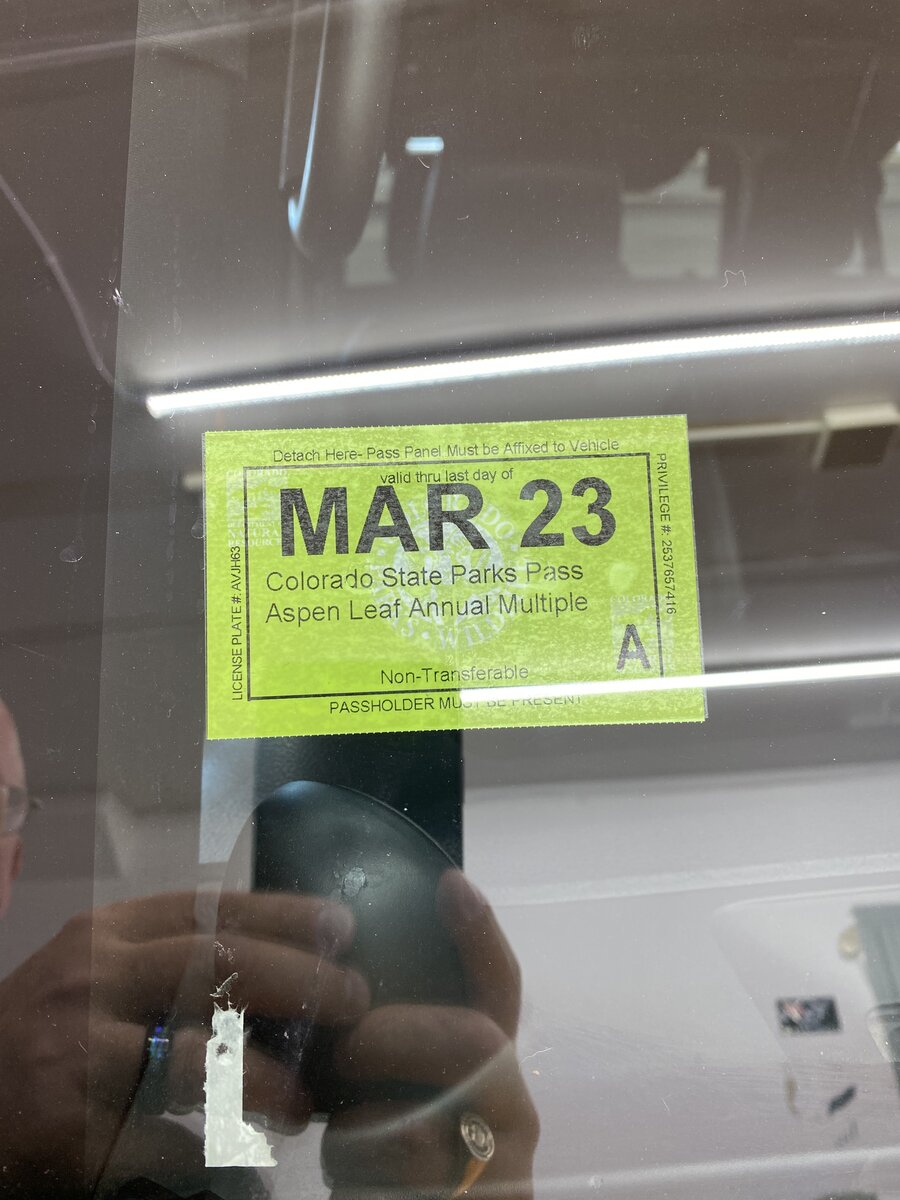 Detach Here- Pass Panel Must be Affixed to Vehicle
valid thru last day of
MAR 23
Colorado State Parks Pass
Aspen Leaf Annual Multiple
A
Non-Transferable
PASSHOLDER MUST BE PRESENT
LICENSE PLATE #: AVJH63
PRIVILEGE #: 2537657416